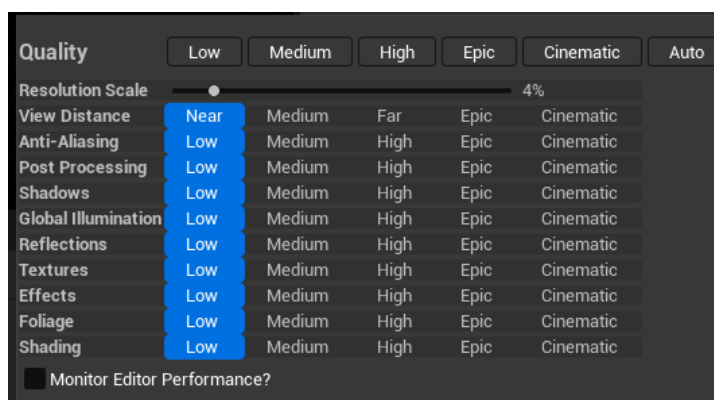 Quality Low Medium High Epic Cinematic Auto
Resolution Scale 4%
View Distance Near Medium Far Epic Cinematic
Anti-Aliasing Low Medium High Epic Cinematic
Post Processing Low Medium High Epic Cinematic
Shadows Low Medium High Epic Cinematic
Global Illumination Low Medium High Epic Cinematic
Reflections Low Medium High Epic Cinematic
Textures Low Medium High Epic Cinematic
Effects Low Medium High Epic Cinematic
Foliage Low Medium High Epic Cinematic
Shading Low Medium High Epic Cinematic
Monitor Editor Performance?